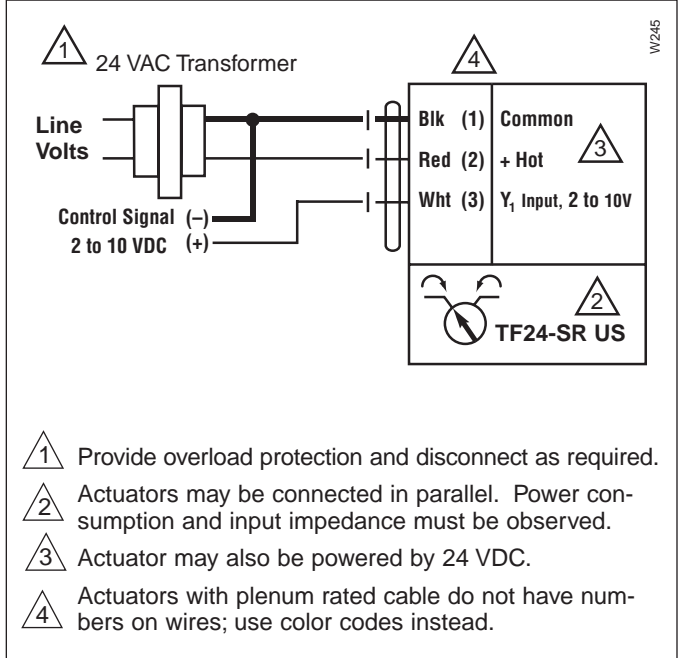 W245
1
24 VAC Transformer
4
Line
Volts
Blk (1) Common
Red (2) + Hot
3
Wht (3) Y1 Input, 2 to 10V
Control Signal (–)
2 to 10 VDC (+)
2
TF24-SR US
1 Provide overload protection and disconnect as required.
2 Actuators may be connected in parallel. Power con-
sumption and input impedance must be observed.
3 Actuator may also be powered by 24 VDC.
4 Actuators with plenum rated cable do not have num-
bers on wires; use color codes instead.